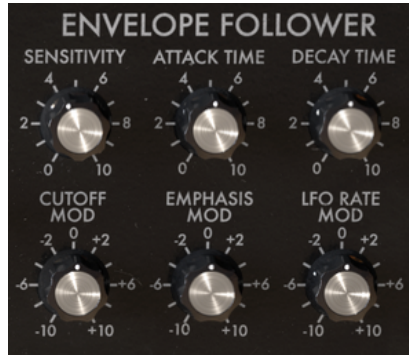 ENVELOPE FOLLOWER
SENSITIVITY ATTACK TIME DECAY TIME
4 6 4 6 4 6
2 8 2 8 2 8
0 10 0 10 0 10
CUTOFF MOD EMPHASIS MOD LFO RATE MOD
0 0 0
-2 +2 -2 +2 -2 +2
-6 +6 -6 +6 -6 +6
-10 +10 -10 +10 -10 +10